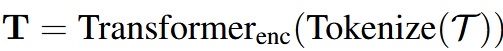 T = Transformer_enc(Tokenize(𝒯))